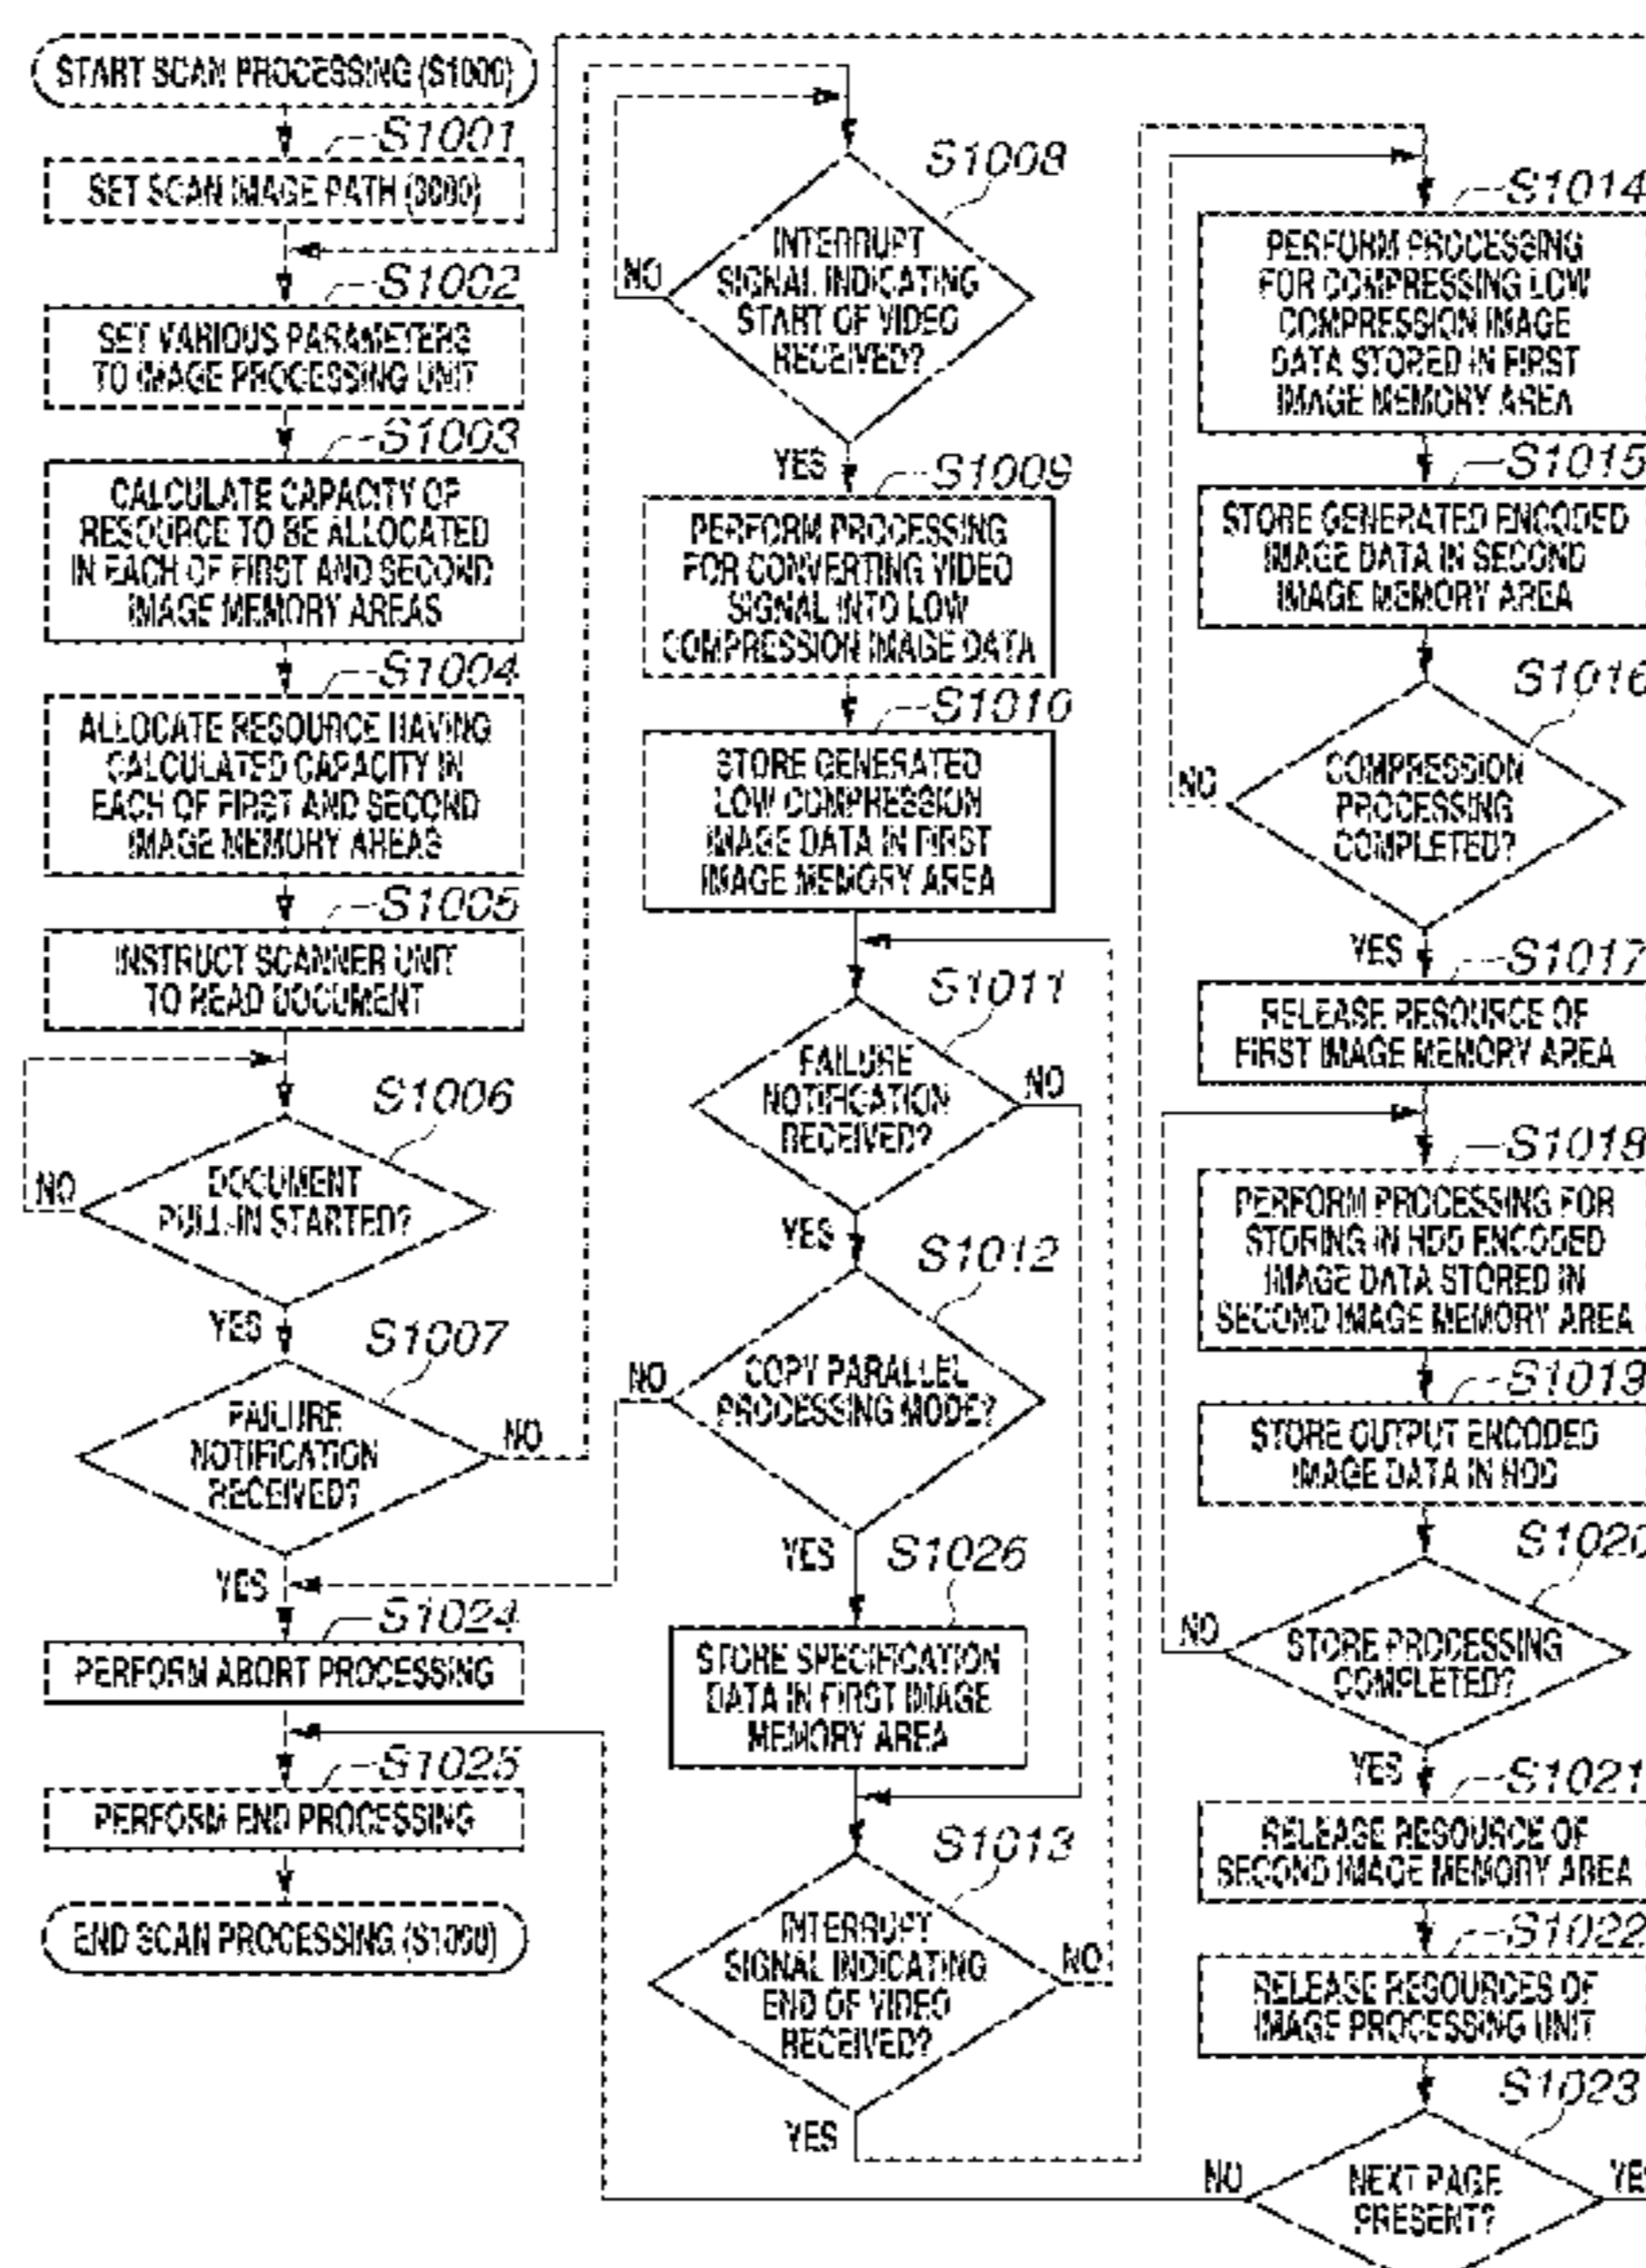 START SCAN PROCESSING (S1000)
S1001
SET SCAN IMAGE PATH (3000)
S1002
SET VARIOUS PARAMETERS
TO IMAGE PROCESSING UNIT
S1003
CALCULATE CAPACITY OF
RESOURCE TO BE ALLOCATED
IN EACH OF FIRST AND SECOND
IMAGE MEMORY AREAS
S1004
ALLOCATE RESOURCE HAVING
CALCULATED CAPACITY IN
EACH OF FIRST AND SECOND
IMAGE MEMORY AREAS
S1005
INSTRUCT SCANNER UNIT
TO READ DOCUMENT
S1006
DOCUMENT
PULL-IN STARTED?
NO
YES
S1007
FAILURE
NOTIFICATION
RECEIVED?
NO
YES
S1024
PERFORM ABORT PROCESSING
S1025
PERFORM END PROCESSING
END SCAN PROCESSING (S1000)
S1008
INTERRUPT
SIGNAL INDICATING
START OF VIDEO
RECEIVED?
NO
YES
S1009
PERFORM PROCESSING
FOR CONVERTING VIDEO
SIGNAL INTO LOW
COMPRESSION IMAGE DATA
S1010
STORE GENERATED
LOW COMPRESSION
IMAGE DATA IN FIRST
IMAGE MEMORY AREA
S1011
FAILURE
NOTIFICATION
RECEIVED?
NO
YES
S1012
COPY PARALLEL
PROCESSING MODE?
NO
YES
S1026
STORE SPECIFICATION
DATA IN FIRST IMAGE
MEMORY AREA
S1013
INTERRUPT
SIGNAL INDICATING
END OF VIDEO
RECEIVED?
NO
YES
S1014
PERFORM PROCESSING
FOR COMPRESSING LOW
COMPRESSION IMAGE
DATA STORED IN FIRST
IMAGE MEMORY AREA
S1015
STORE GENERATED ENCODED
IMAGE DATA IN SECOND
IMAGE MEMORY AREA
S1016
COMPRESSION
PROCESSING
COMPLETED?
NO
YES
S1017
RELEASE RESOURCE OF
FIRST IMAGE MEMORY AREA
S1018
PERFORM PROCESSING FOR
STORING IN HDD ENCODED
IMAGE DATA STORED IN
SECOND IMAGE MEMORY AREA
S1019
STORE OUTPUT ENCODED
IMAGE DATA IN HDD
S1020
STORE PROCESSING
COMPLETED?
NO
YES
S1021
RELEASE RESOURCE OF
SECOND IMAGE MEMORY AREA
S1022
RELEASE RESOURCES OF
IMAGE PROCESSING UNIT
S1023
NEXT PAGE
PRESENT?
NO
YES